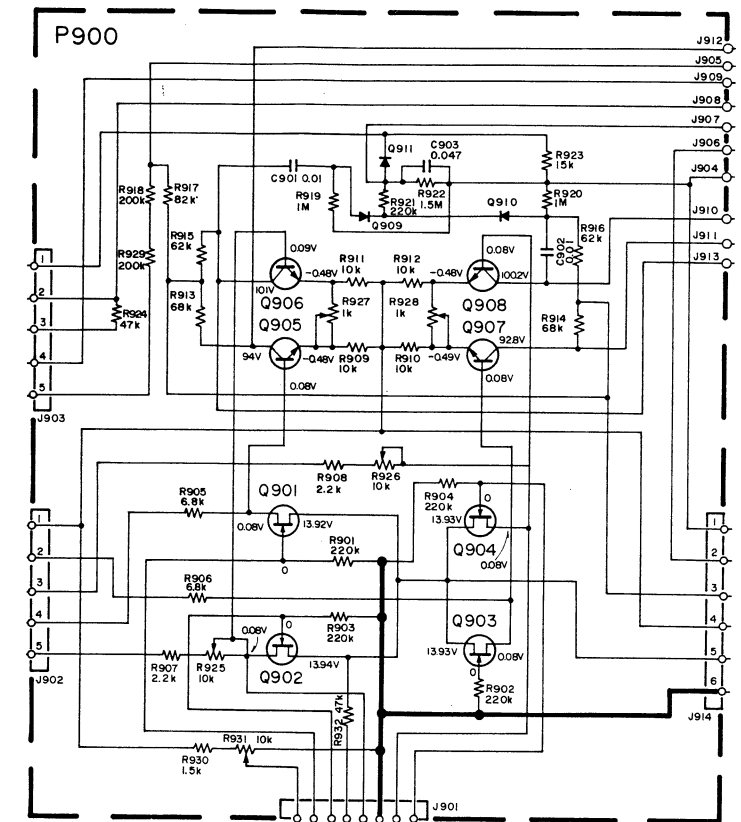 P900
J912
J905
J909
J908
J907
J906
J904
J910
J911
J913
Q911
C903
0.047
R923
15k
C901 0.01
R919
1M
R922
1.5M
R921
220k
Q909
Q910
R920
1M
R918
200k
R917
82k
R929
200k
R915
62k
R916
62k
C902
0.01
0.09V
-0.48V
R911
10k
R912
10k
-0.48V
0.08V
101V
100.2V
Q906
Q908
R913
68k
R927
1k
R928
1k
R924
47k
Q905
Q907
92.8V
R914
68k
94V
-0.48V
R909
10k
R910
10k
-0.49V
0.08V
0.08V
1
2
3
4
5
J903
R908
2.2k
R926
10k
R905
6.8k
Q901
0.08V
13.92V
0
R901
220k
R904
220k
0
13.93V
Q904
0.08V
1
2
3
4
5
J902
R906
6.8k
R903
220k
0
0.08V
Q903
13.93V
0.08V
0
R907
2.2k
R925
10k
13.94V
Q902
R902
220k
R932 47k
R931 10k
R930
1.5k
1
2
3
4
5
6
J914
J901